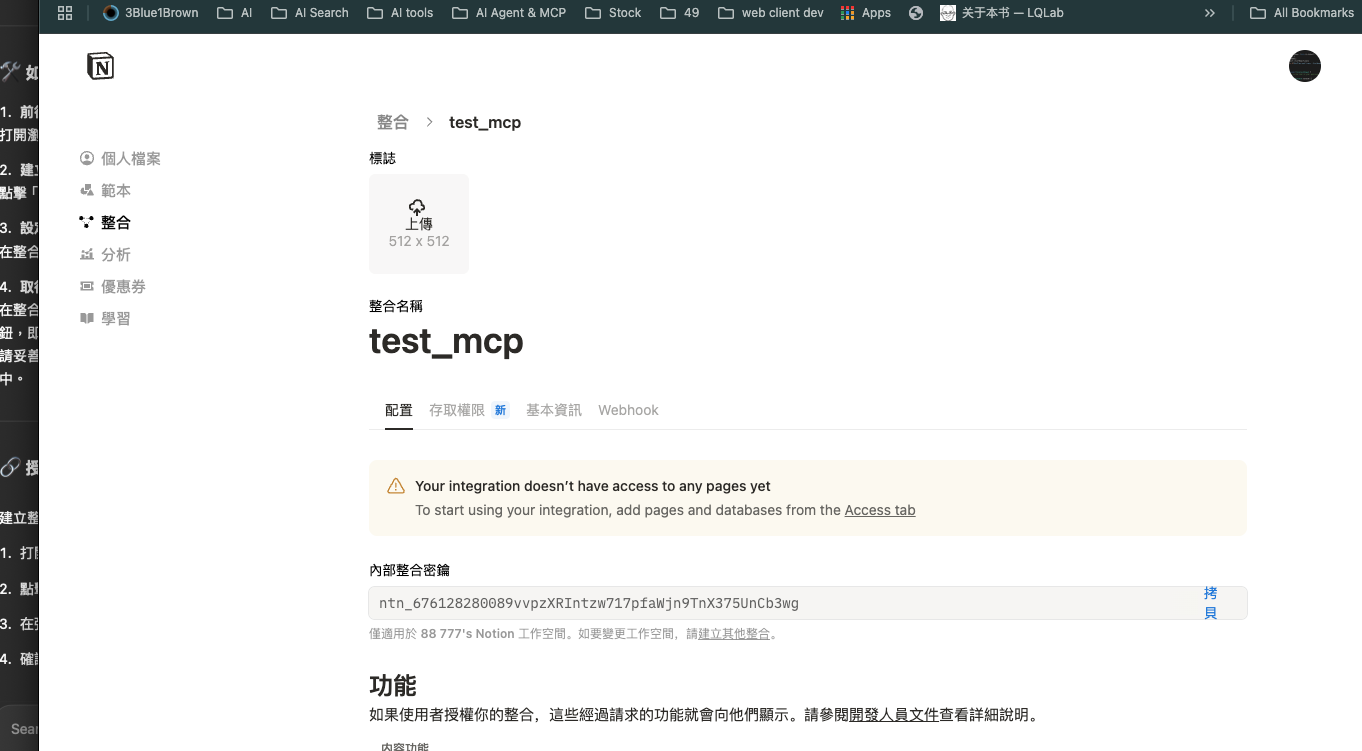 3Blue1Brown
AI
AI Search
AI tools
AI Agent & MCP
Stock
49
web client dev
Apps
关于本书 — LQLab
All Bookmarks
整合
test_mcp
標誌
上傳
512 x 512
個人檔案
範本
整合
分析
優惠券
學習
整合名稱
test_mcp
配置
存取權限 新
基本資訊
Webhook
Your integration doesn’t have access to any pages yet
To start using your integration, add pages and databases from the Access tab
內部整合密鑰
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
拷
貝
僅適用於 88 777's Notion 工作空間。如要變更工作空間，請建立其他整合。
功能
如果使用者授權你的整合，這些經過請求的功能就會向他們顯示。請參閱開發人員文件查看詳細說明。
內容功能
1.
打開
2.
點擊「
3.
在整合
4.
在整合
鈕，即
請妥善
中。
建立整
1.
2.
3.
4.
Sear